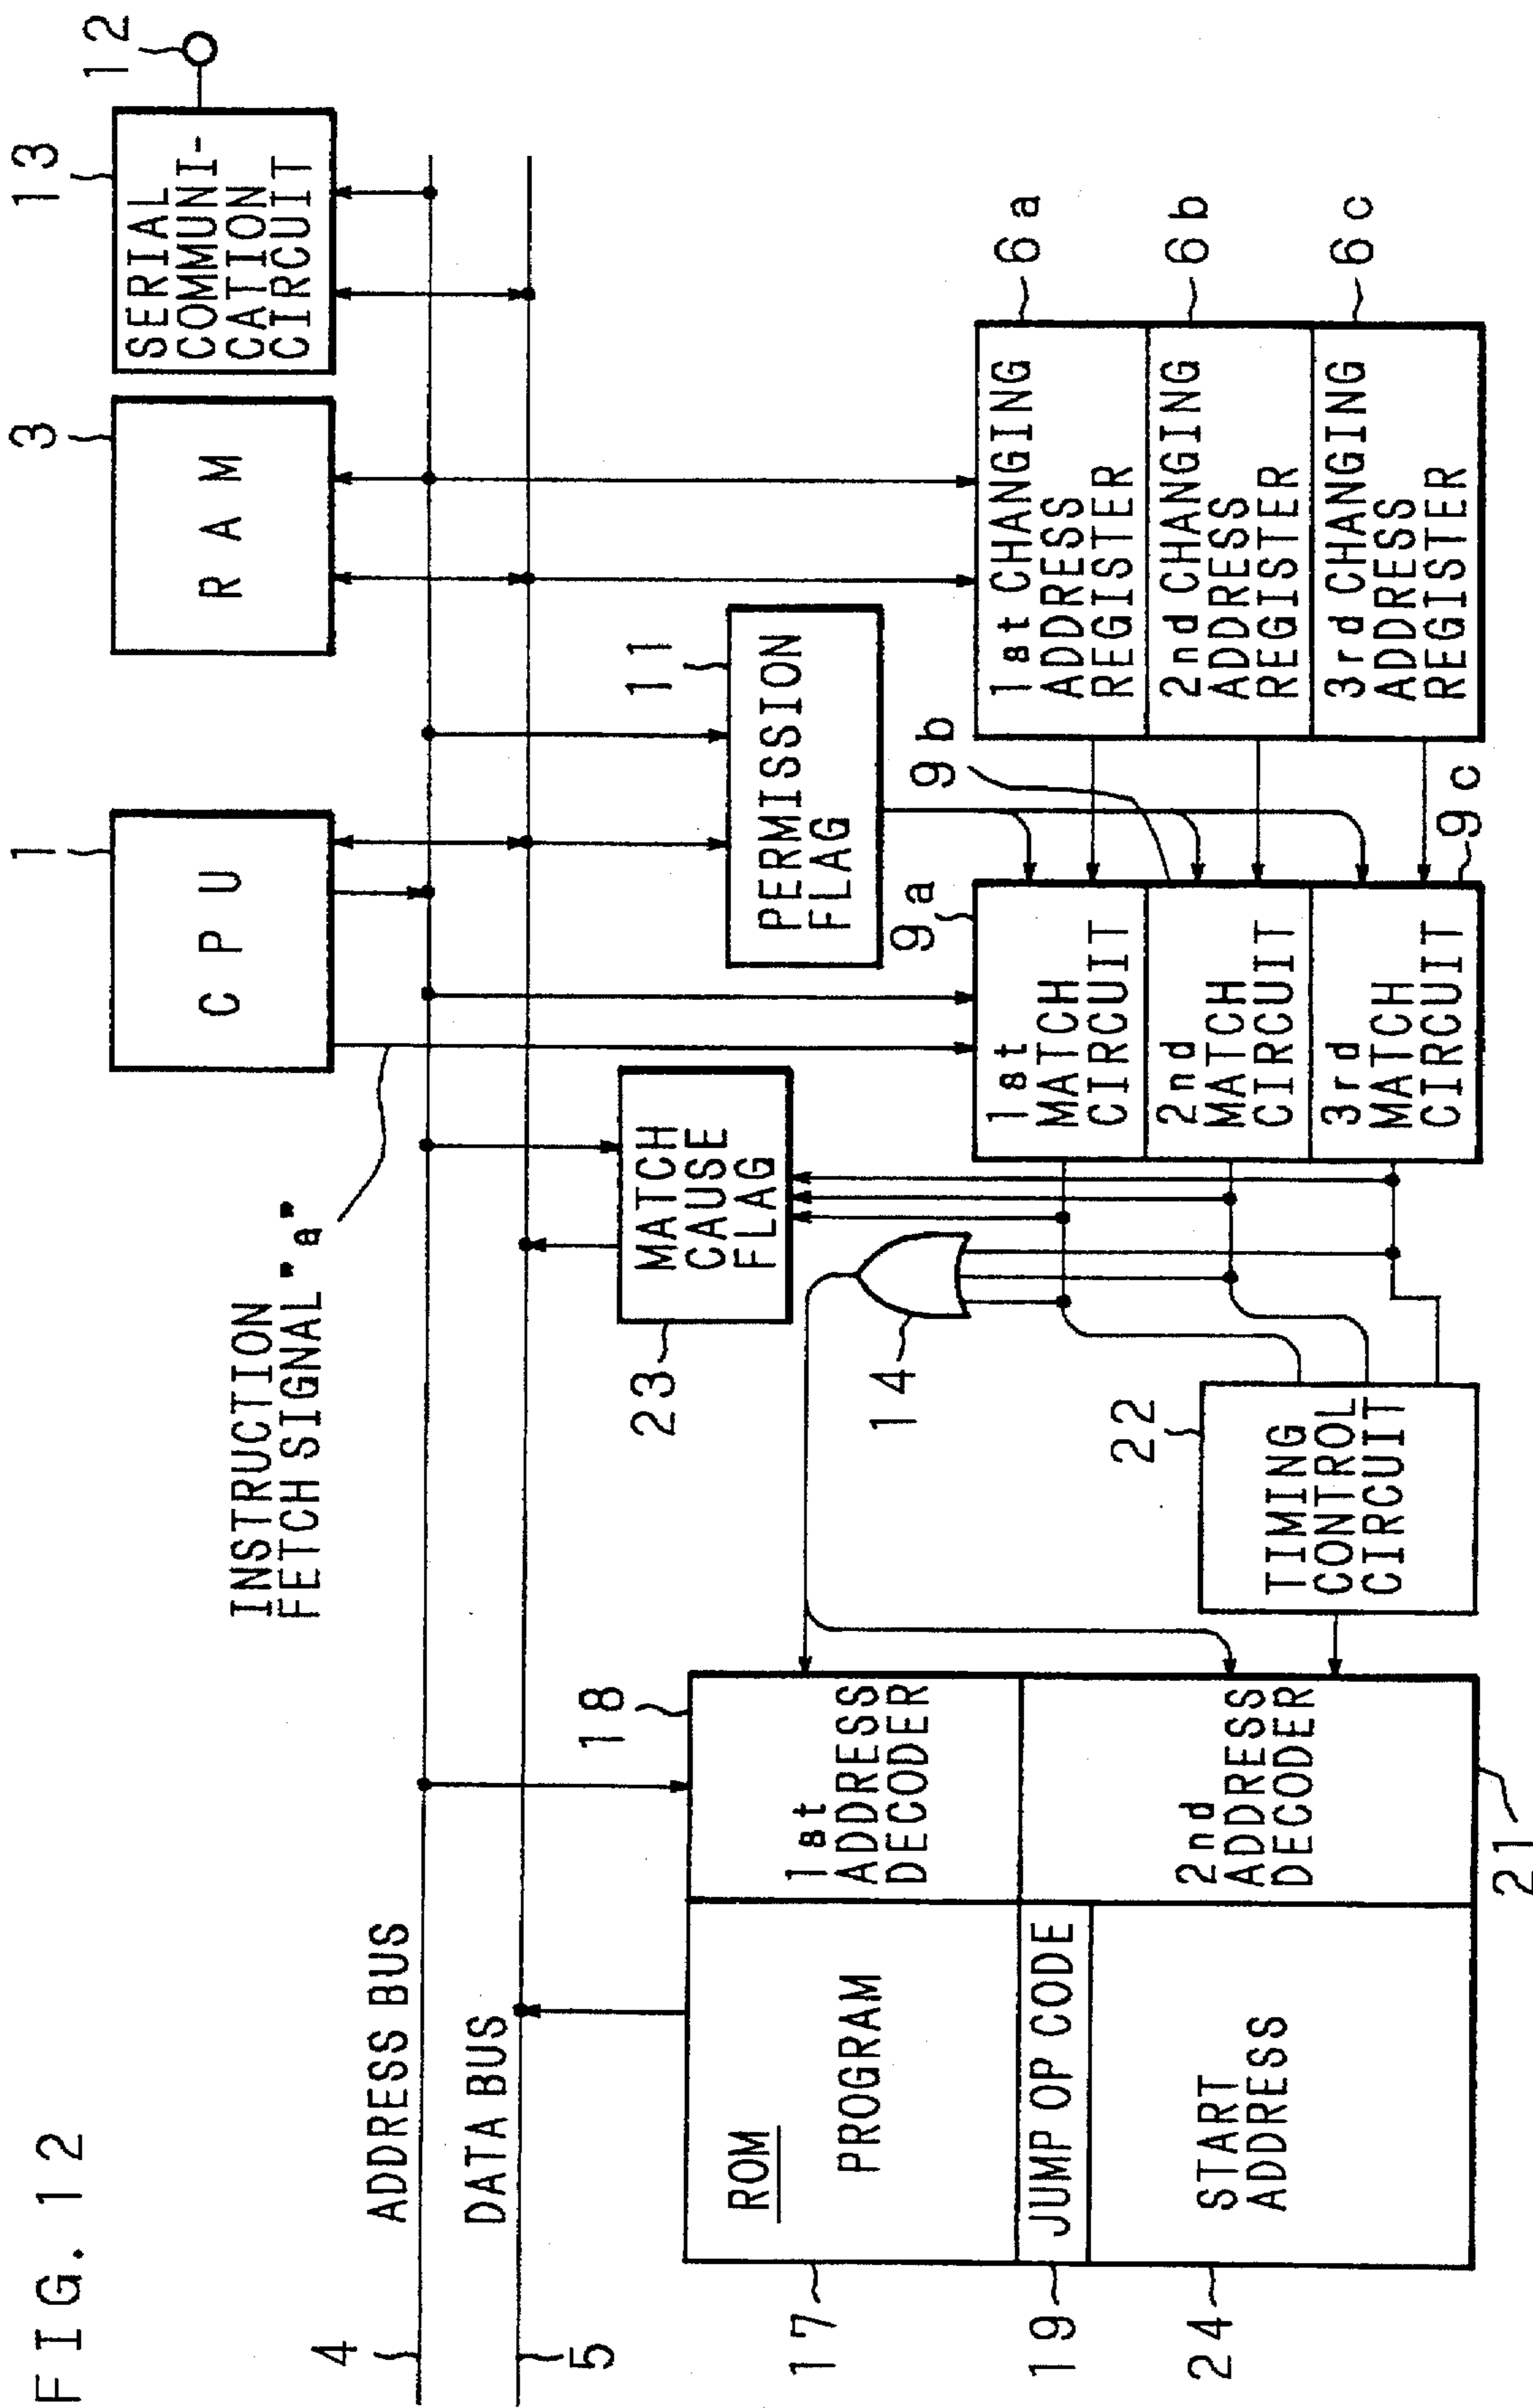 FIG. 12
4
ADDRESS BUS
DATA BUS
5
INSTRUCTION
FETCH SIGNAL "a"
1
CPU
3
RAM
13
SERIAL
COMMUNI-
CATION
CIRCUIT
12
17
ROM
PROGRAM
19
JUMP OP CODE
24
START
ADDRESS
18
1st
ADDRESS
DECODER
2nd
ADDRESS
DECODER
21
23
MATCH
CAUSE
FLAG
14
22
TIMING
CONTROL
CIRCUIT
11
PERMISSION
FLAG
9a
9b
9c
1st
MATCH
CIRCUIT
2nd
MATCH
CIRCUIT
3rd
MATCH
CIRCUIT
6a
1st CHANGING
ADDRESS
REGISTER
6b
2nd CHANGING
ADDRESS
REGISTER
6c
3rd CHANGING
ADDRESS
REGISTER